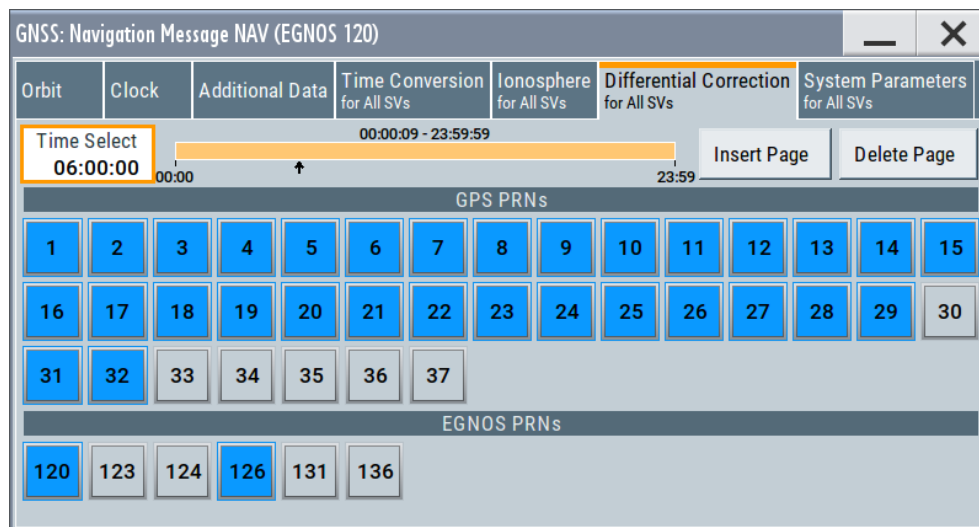 GNSS: Navigation Message NAV (EGNOS 120)
Orbit Clock Additional Data Time Conversion for All SVs Ionosphere for All SVs Differential Correction for All SVs System Parameters for All SVs
Time Select
06:00:00
00:00:09 - 23:59:59
00:00 23:59
Insert Page Delete Page
GPS PRNs
1 2 3 4 5 6 7 8 9 10 11 12 13 14 15
16 17 18 19 20 21 22 23 24 25 26 27 28 29 30
31 32 33 34 35 36 37
EGNOS PRNs
120 123 124 126 131 136